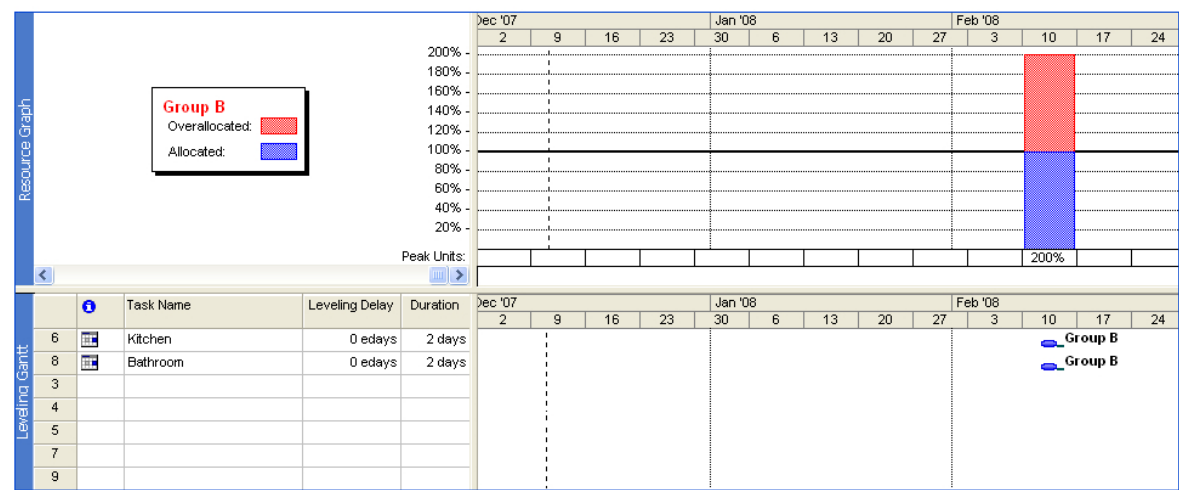 Resource Graph
Group B
Overallocated:
Allocated:
200%
180%
160%
140%
120%
100%
80%
60%
40%
20%
Peak Units:
Dec '07 Jan '08 Feb '08
2 9 16 23 30 6 13 20 27 3 10 17 24
200%
Leveling Gantt
Task Name Leveling Delay Duration
Dec '07 Jan '08 Feb '08
2 9 16 23 30 6 13 20 27 3 10 17 24
6 Kitchen 0 edays 2 days Group B
8 Bathroom 0 edays 2 days Group B
3
4
5
7
9